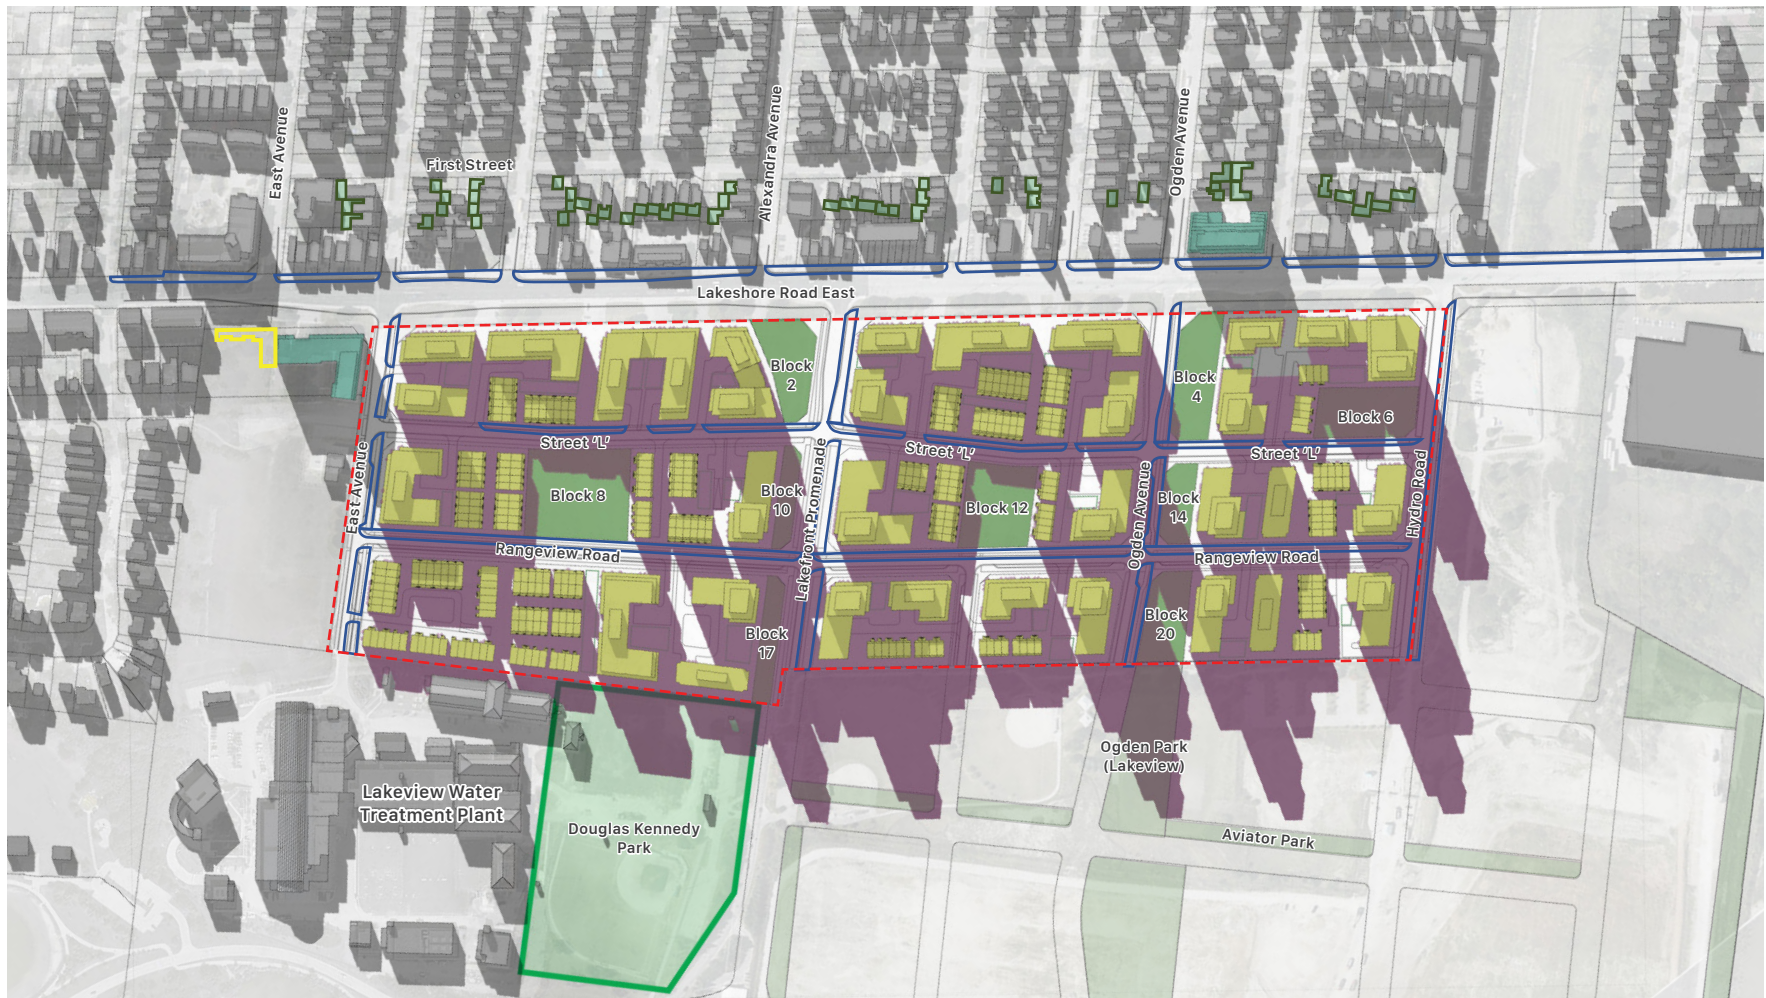 East Avenue
First Street
Alexandra Avenue
Ogden Avenue
Lakeshore Road East
Block
2
Block
4
Block 6
Street ‘L’
Street ‘L’
Street ‘L’
East Avenue
Block 8
Block
10
Lakefront Promenade
Block 12
Ogden Avenue
Block
14
Hydro Road
Rangeview Road
Rangeview Road
Block
17
Block
20
Ogden Park
(Lakeview)
Lakeview Water
Treatment Plant
Douglas Kennedy
Park
Aviator Park